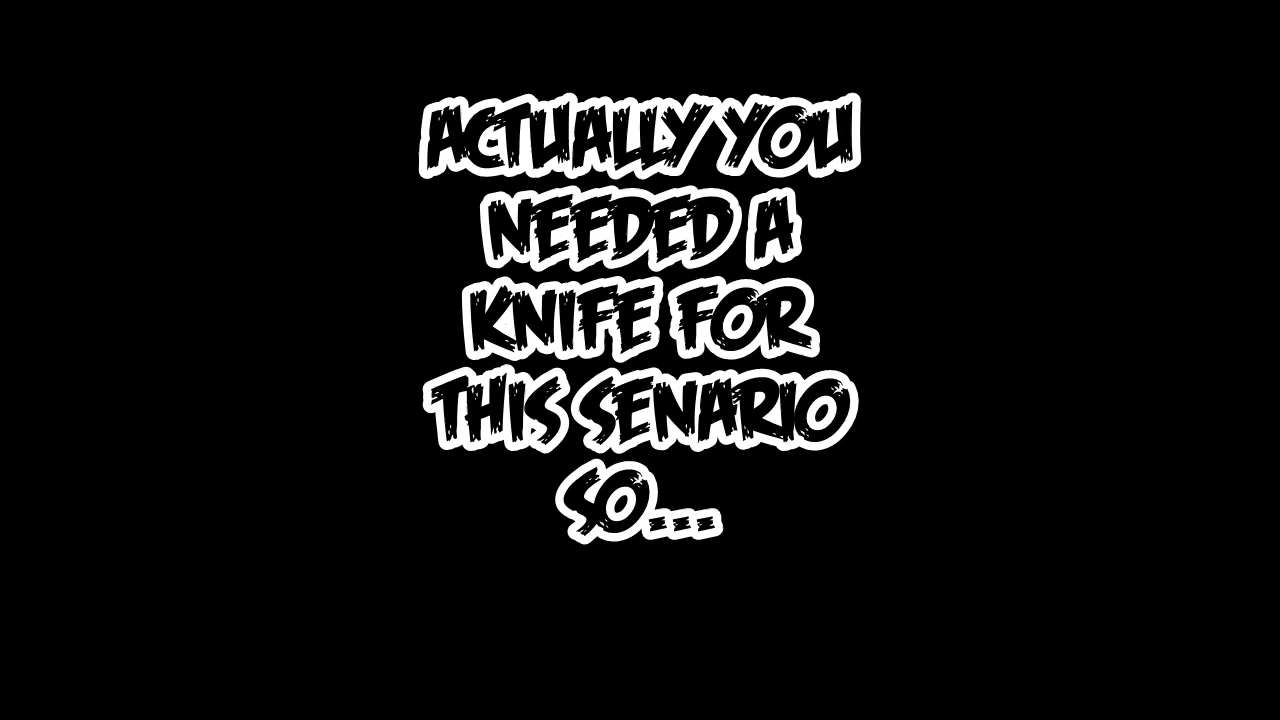 ACTUALLY YOU
NEEDED A
KNIFE FOR
THIS SENARIO
SO...